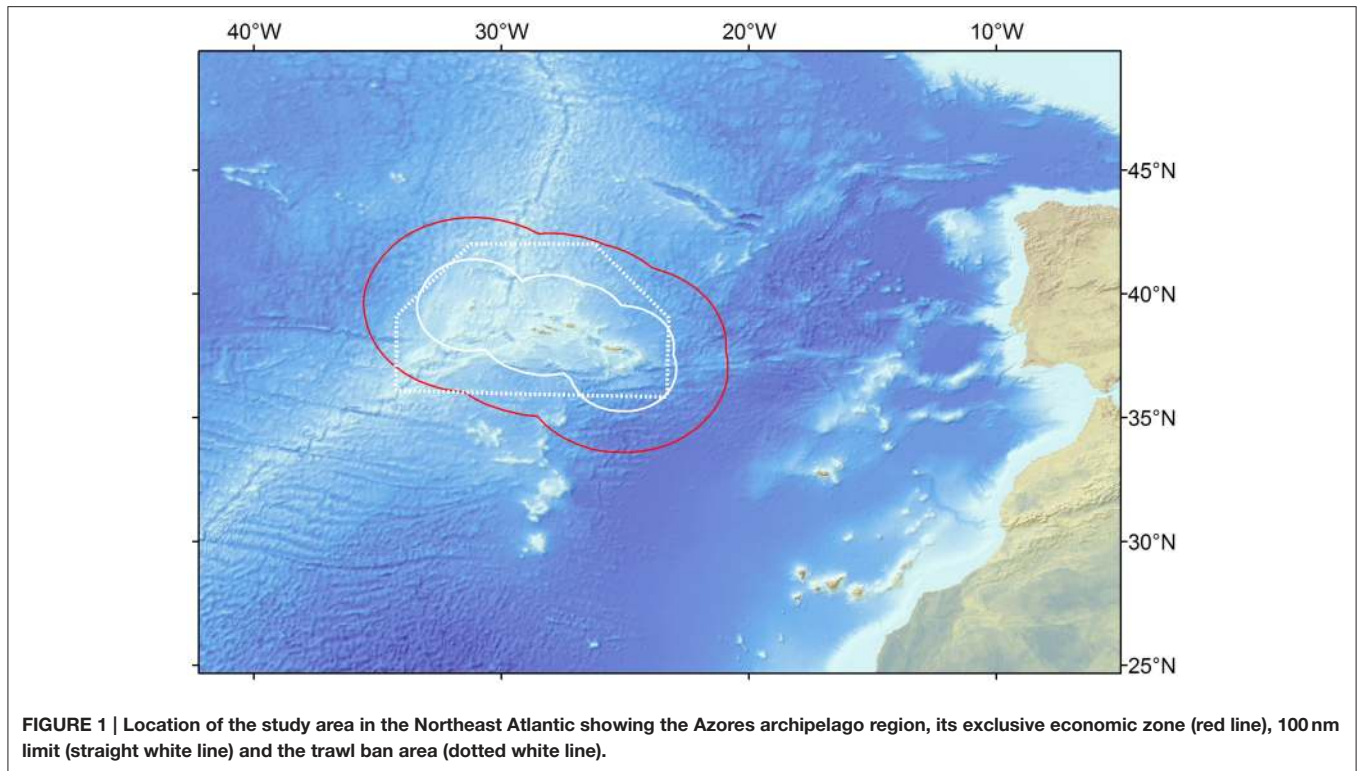 40°W 30°W 20°W 10°W
45°N
40°N
35°N
30°N
25°N
FIGURE 1 | Location of the study area in the Northeast Atlantic showing the Azores archipelago region, its exclusive economic zone (red line), 100 nm
limit (straight white line) and the trawl ban area (dotted white line).